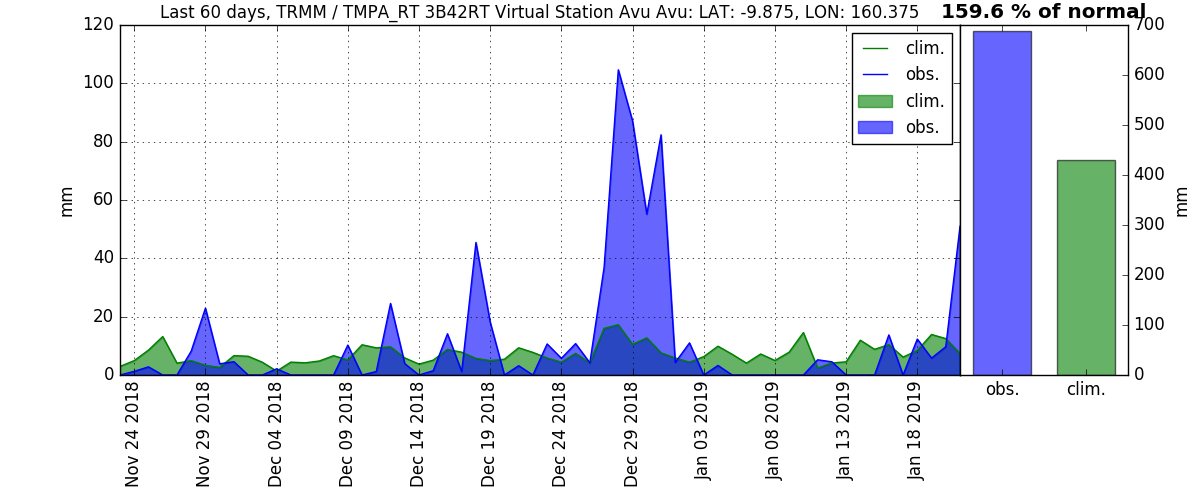 Last 60 days, TRMM / TMPA_RT 3B42RT Virtual Station Avu Avu: LAT: -9.875, LON: 160.375
159.6 % of normal
120
100
80
60
40
20
0
mm
clim.
obs.
clim.
obs.
700
600
500
400
300
200
100
0
mm
Nov 24 2018
Nov 29 2018
Dec 04 2018
Dec 09 2018
Dec 14 2018
Dec 19 2018
Dec 24 2018
Dec 29 2018
Jan 03 2019
Jan 08 2019
Jan 13 2019
Jan 18 2019
obs.
clim.